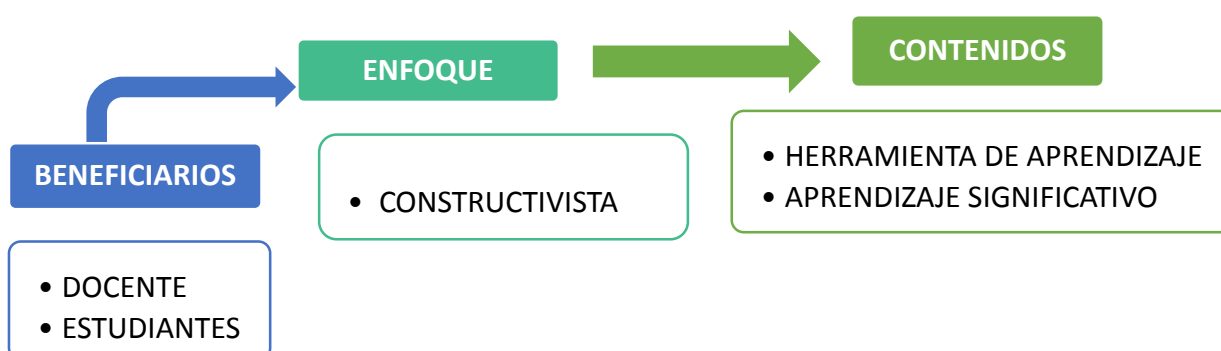 BENEFICIARIOS
• DOCENTE
• ESTUDIANTES
ENFOQUE
• CONSTRUCTIVISTA
CONTENIDOS
• HERRAMIENTA DE APRENDIZAJE
• APRENDIZAJE SIGNIFICATIVO